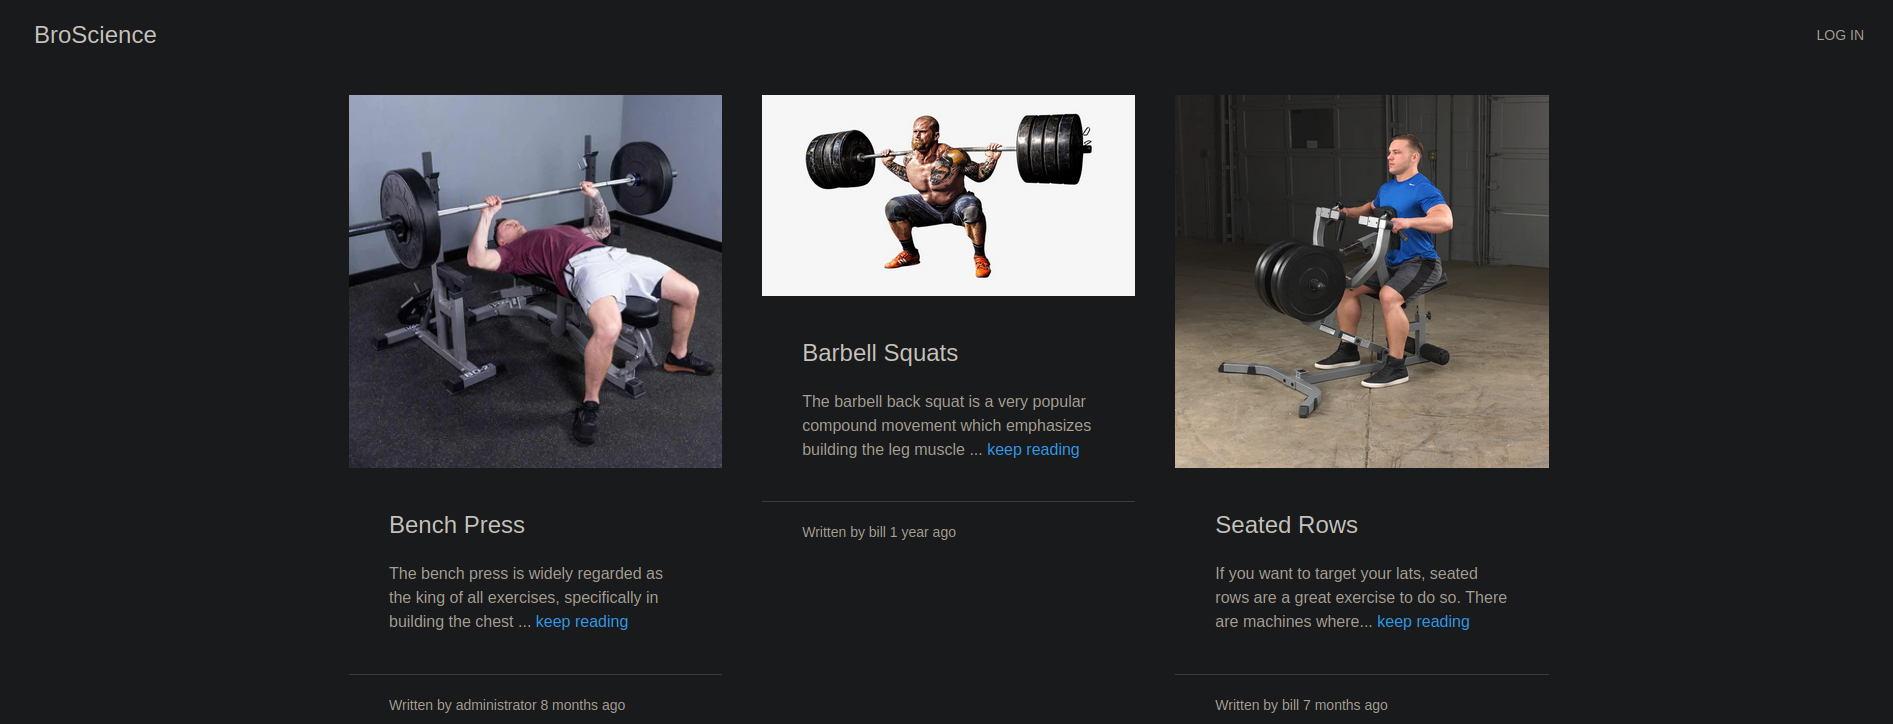 BroScience
LOG IN
Bench Press
The bench press is widely regarded as
the king of all exercises, specifically in
building the chest ... keep reading
Written by administrator 8 months ago
Barbell Squats
The barbell back squat is a very popular
compound movement which emphasizes
building the leg muscle ... keep reading
Written by bill 1 year ago
Seated Rows
If you want to target your lats, seated
rows are a great exercise to do so. There
are machines where... keep reading
Written by bill 7 months ago